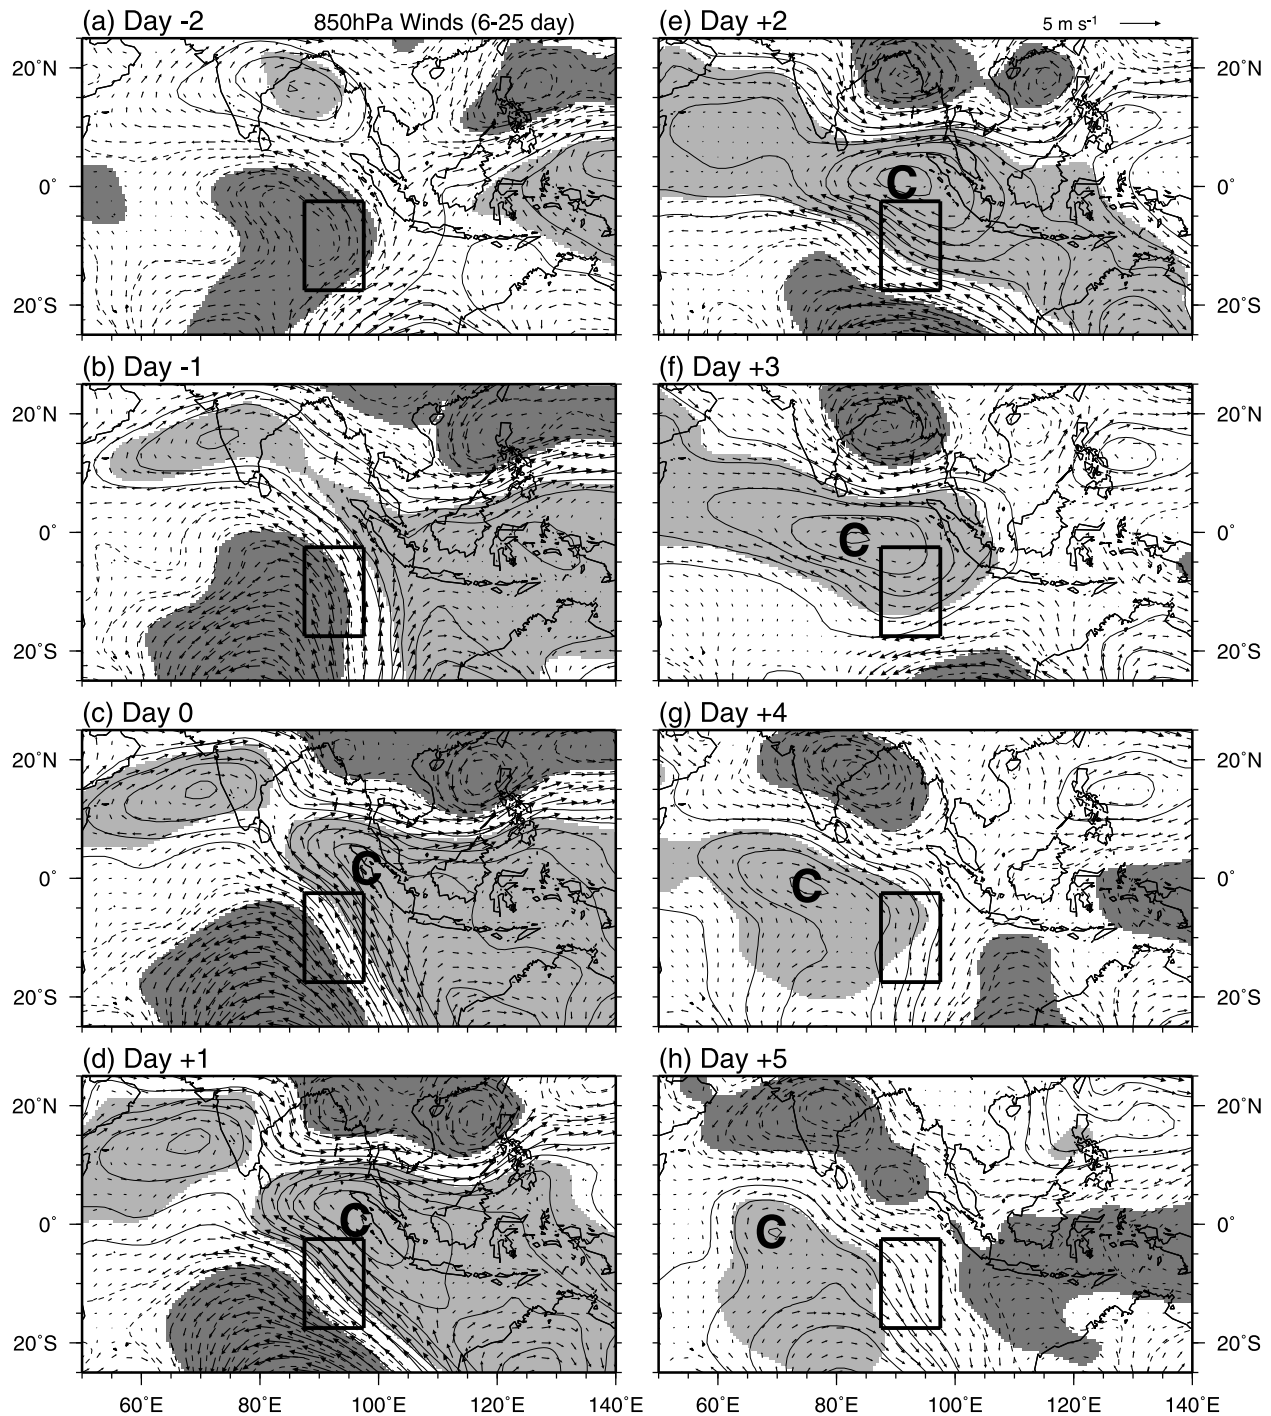 (a) Day -2 850hPa Winds (6-25 day)
20°N
0°
20°S
(b) Day -1
20°N
0°
20°S
(c) Day 0
20°N
C
0°
20°S
(d) Day +1
20°N
C
0°
20°S
60°E 80°E 100°E 120°E 140°E
(e) Day +2 5 m s⁻¹
20°N
C
0°
20°S
(f) Day +3
20°N
C
0°
20°S
(g) Day +4
20°N
C
0°
20°S
(h) Day +5
20°N
C
0°
20°S
60°E 80°E 100°E 120°E 140°E